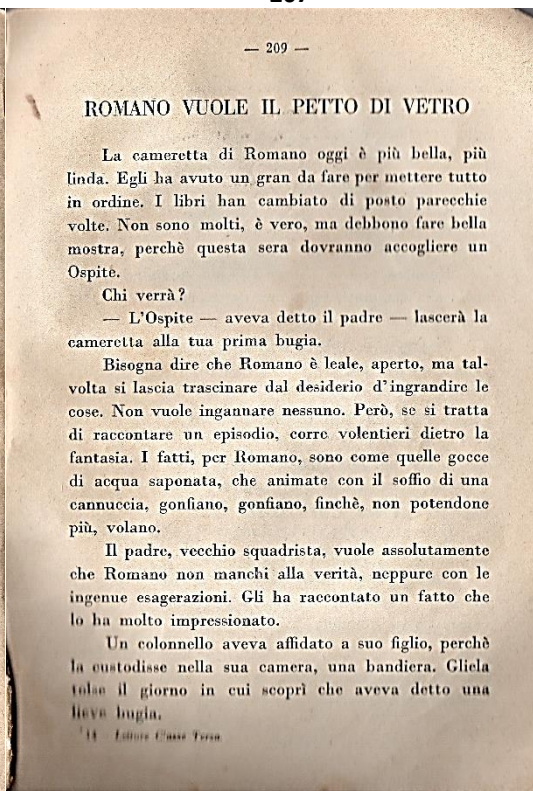 — 209 —
ROMANO VUOLE IL PETTO DI VETRO
La cameretta di Romano oggi è più bella, più
linda. Egli ha avuto un gran da fare per mettere tutto
in ordine. I libri han cambiato di posto parecchie
volte. Non sono molti, è vero, ma debbono fare bella
mostra, perchè questa sera dovranno accogliere un
Ospite.
Chi verrà?
— L'Ospite — aveva detto il padre — lascerà la
cameretta alla tua prima bugia.
Bisogna dire che Romano è leale, aperto, ma tal-
volta si lascia trascinare dal desiderio d'ingrandire le
cose. Non vuole ingannare nessuno. Però, se si tratta
di raccontare un episodio, corre volentieri dietro la
fantasia. I fatti, per Romano, sono come quelle gocce
di acqua saponata, che animate con il soffio di una
cannuccia, gonfiano, gonfiano, finchè, non potendone
più, volano.
Il padre, vecchio squadrista, vuole assolutamente
che Romano non manchi alla verità, neppure con le
ingenue esagerazioni. Gli ha raccontato un fatto che
lo ha molto impressionato.
Un colonnello aveva affidato a suo figlio, perchè
la custodisse nella sua camera, una bandiera. Gliela
tolse il giorno in cui scoprì che aveva detto una
lieve bugia.
14 - Letture Classe Terza